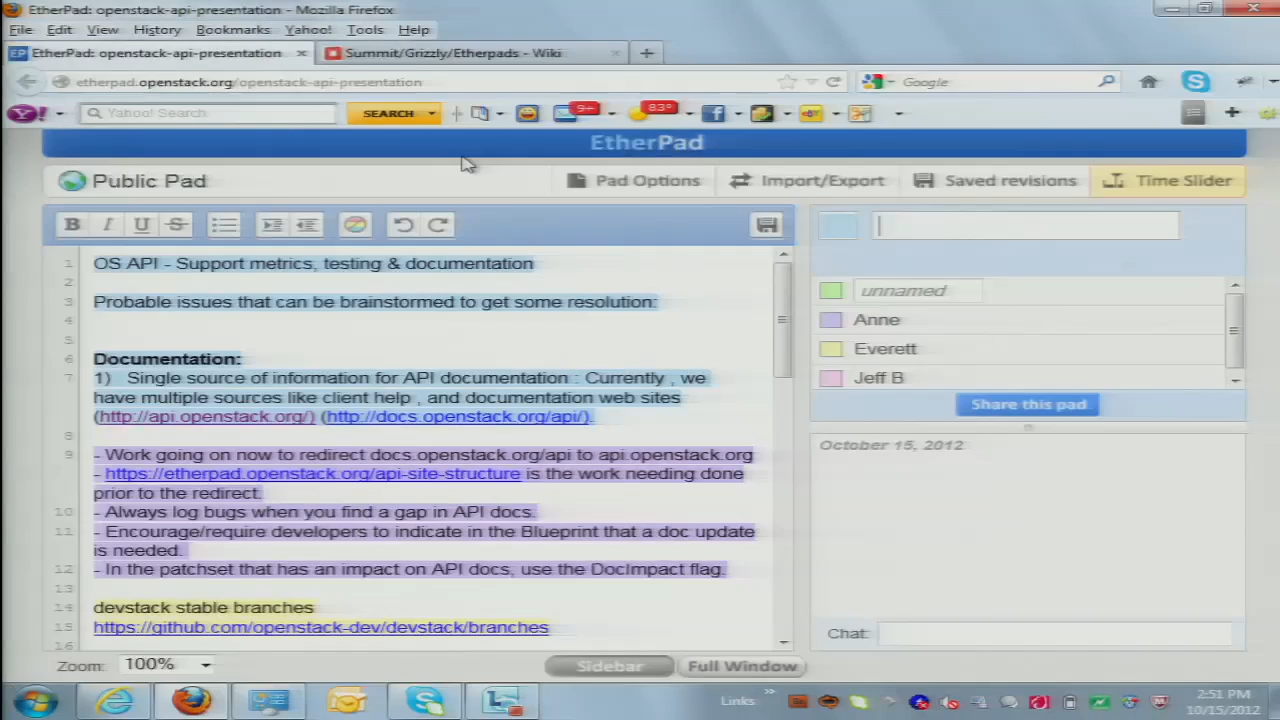 EtherPad: openstack-api-presentation - Mozilla Firefox
File Edit View History Bookmarks Yahoo! Tools Help
EP EtherPad: openstack-api-presentation × Summit/Grizzly/Etherpads - Wiki
etherpad.openstack.org/openstack-api-presentation Google
Y! Yahoo! Search SEARCH 9+ 83°
EtherPad
Public Pad Pad Options Import/Export Saved revisions Time Slider
B I U S
1 OS API - Support metrics, testing & documentation
2
3 Probable issues that can be brainstormed to get some resolution:
4
5
6 Documentation:
7 1) Single source of information for API documentation : Currently , we
have multiple sources like client help , and documentation web sites
(http://api.openstack.org/) (http://docs.openstack.org/api/).
8
9 - Work going on now to redirect docs.openstack.org/api to api.openstack.org
- https://etherpad.openstack.org/api-site-structure is the work needing done
prior to the redirect.
10 - Always log bugs when you find a gap in API docs.
11 - Encourage/require developers to indicate in the Blueprint that a doc update
is needed.
12 - In the patchset that has an impact on API docs, use the DocImpact flag.
13
14 devstack stable branches
15 https://github.com/openstack-dev/devstack/branches
16
unnamed
Anne
Everett
Jeff B
Share this pad
October 15, 2012
Chat:
Zoom: 100% Sidebar Full Window
Links
2:51 PM
10/15/2012